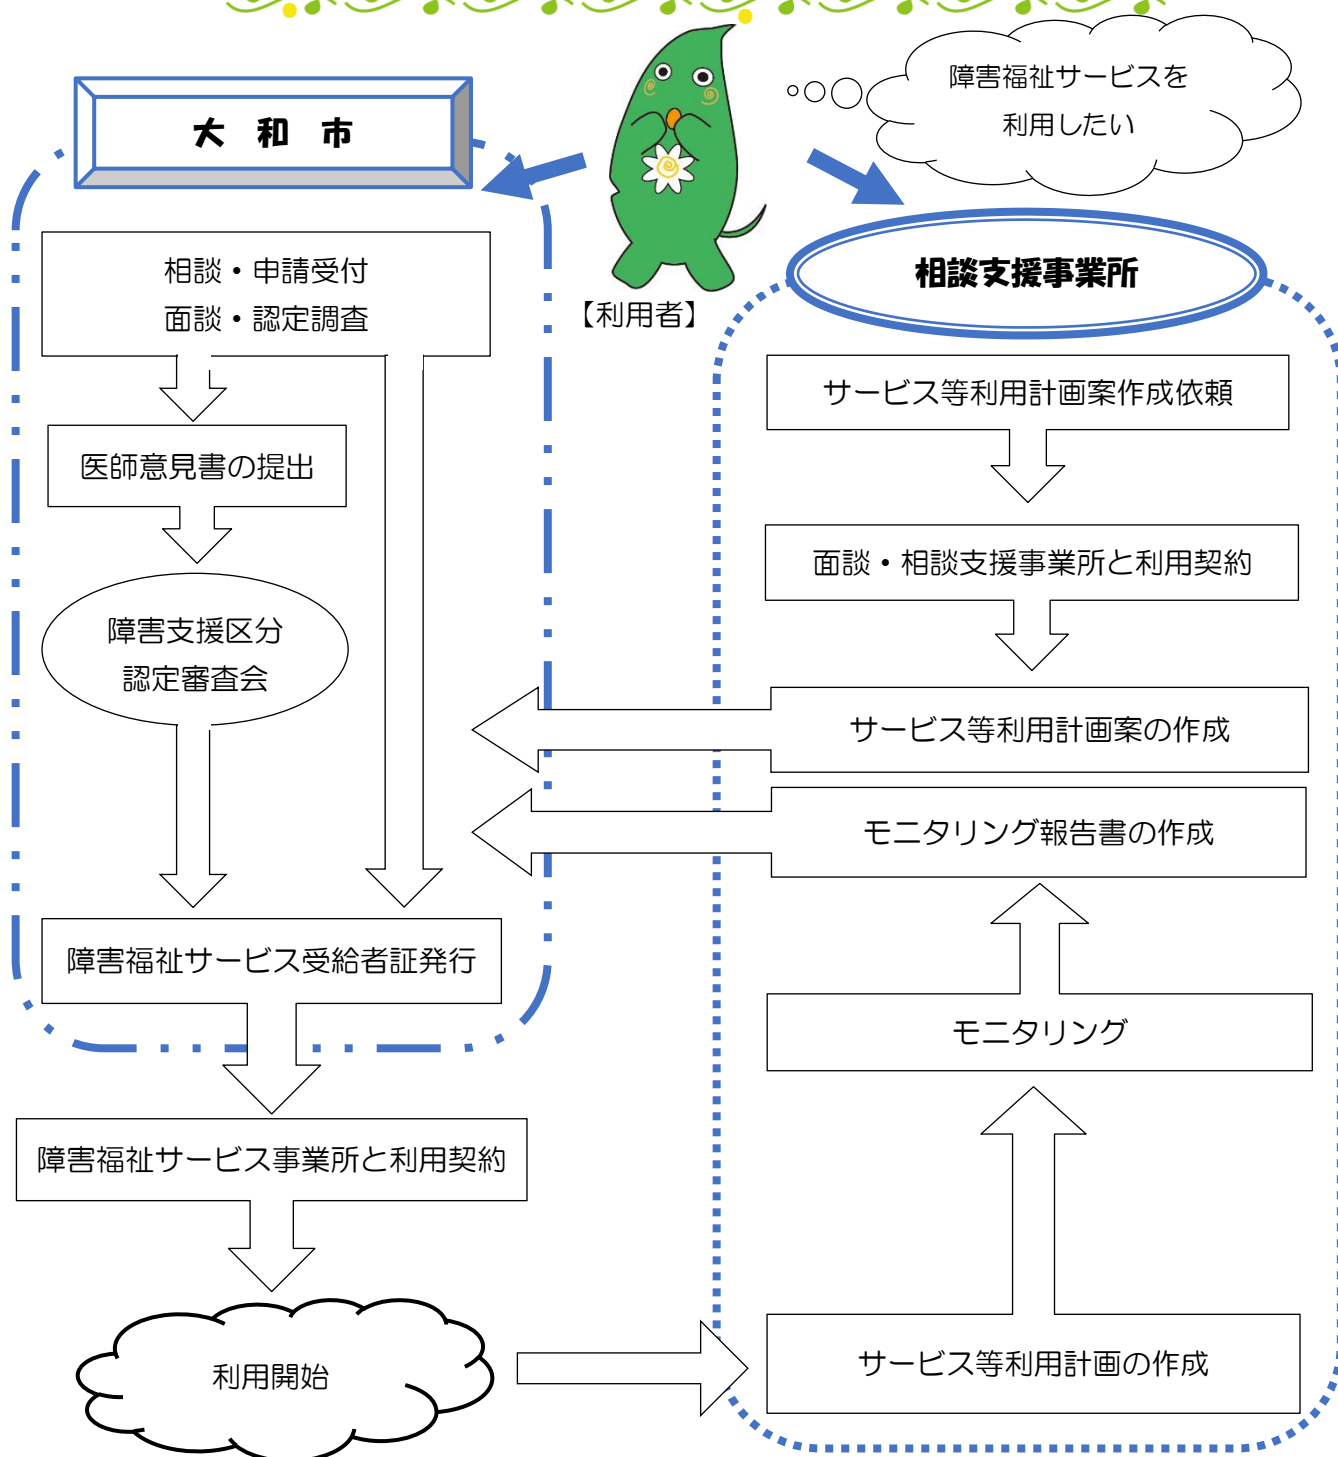 障害福祉サービスを
利用したい
大和市
【利用者】
相談支援事業所
相談・申請受付
面談・認定調査
医師意見書の提出
障害支援区分
認定審査会
障害福祉サービス受給者証発行
障害福祉サービス事業所と利用契約
利用開始
サービス等利用計画案作成依頼
面談・相談支援事業所と利用契約
サービス等利用計画案の作成
モニタリング報告書の作成
モニタリング
サービス等利用計画の作成